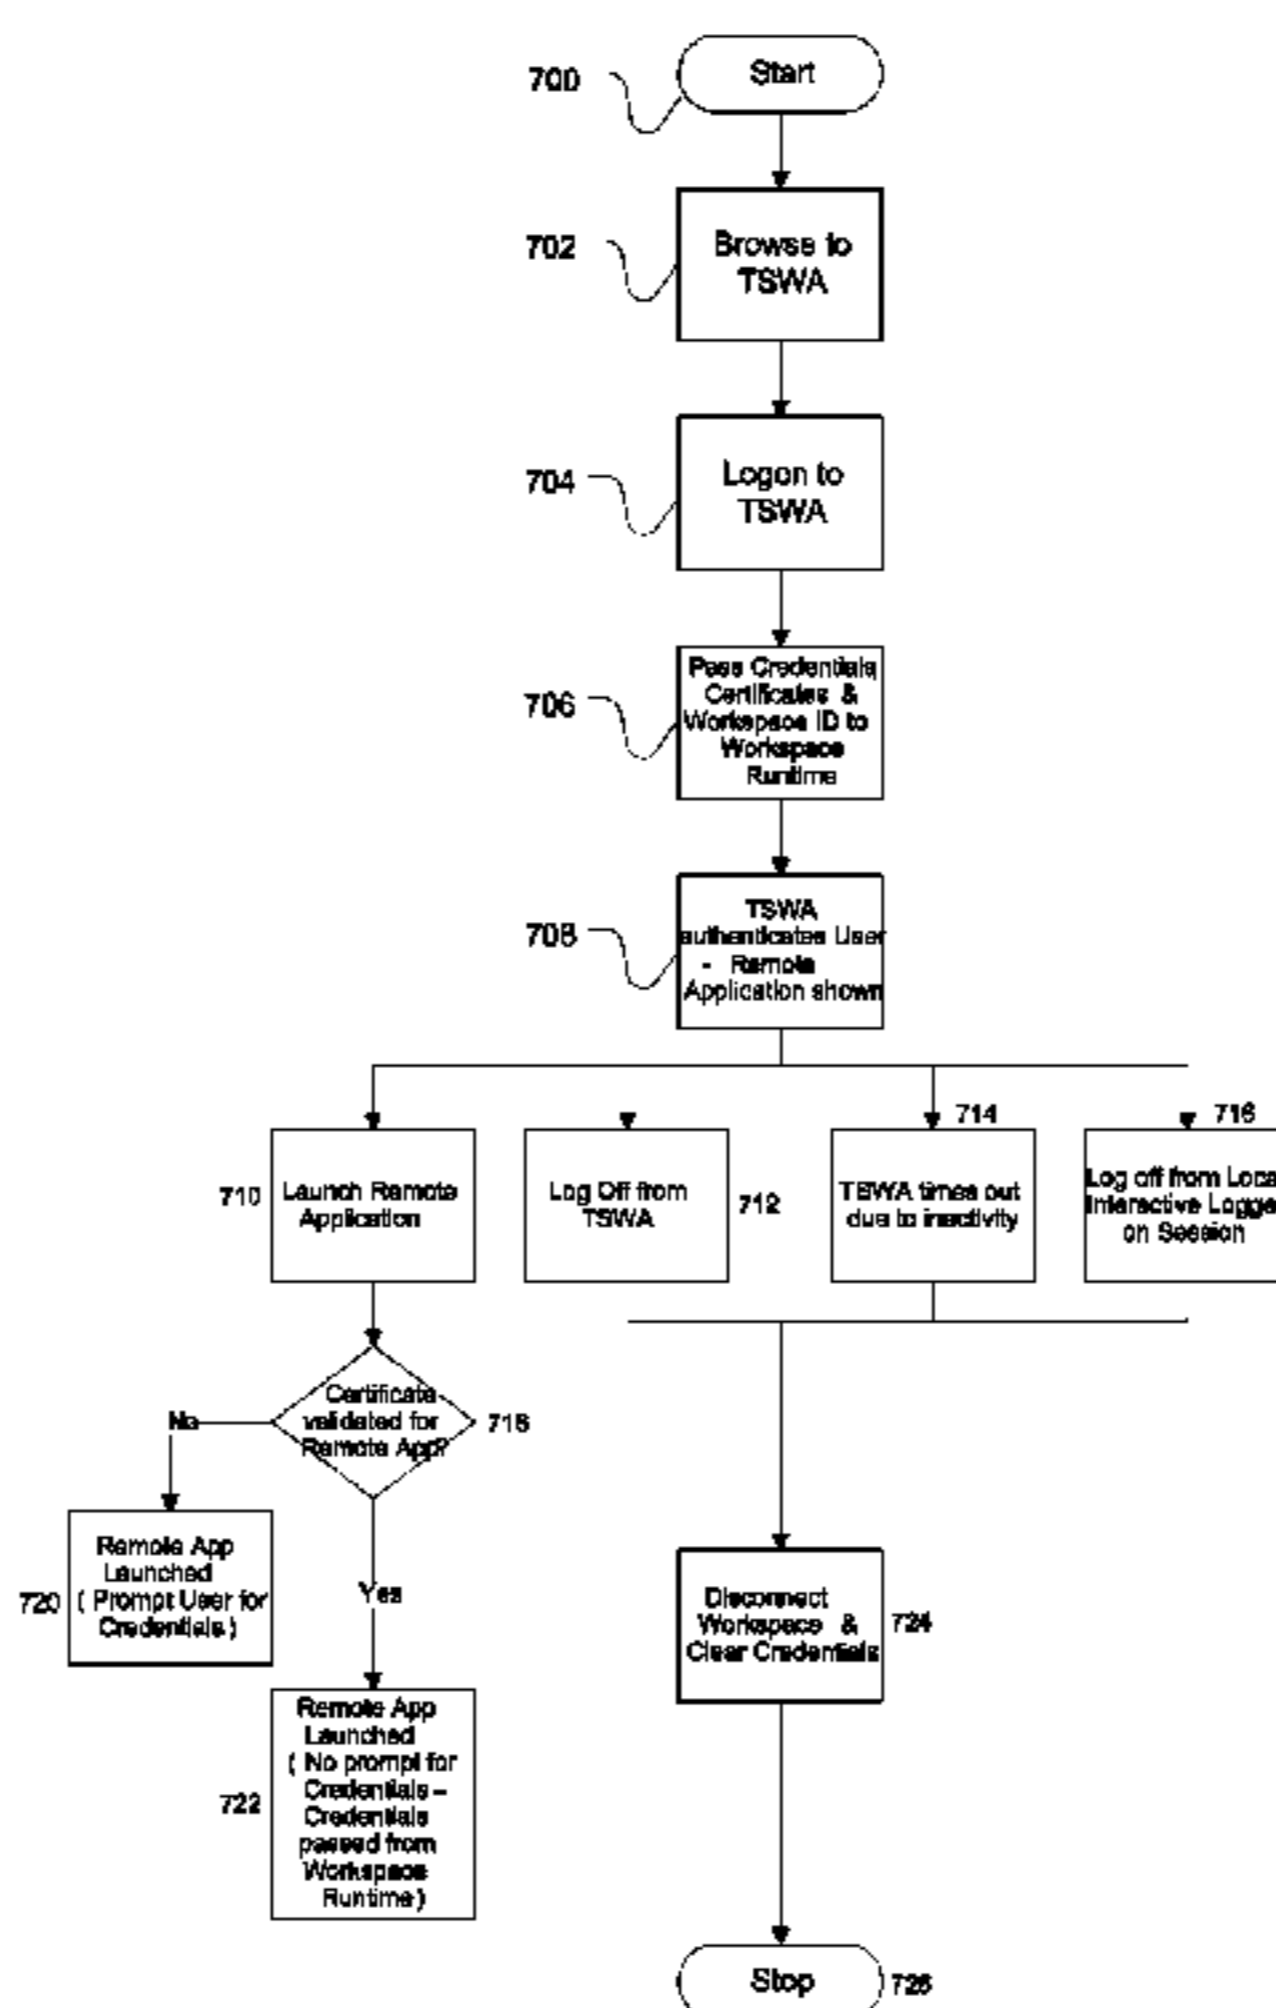 700
Start
702
Browse to
TSWA
704
Logon to
TSWA
706
Pass Credentials,
Certificates &
Workspace ID to
Workspace
Runtime
708
TSWA
authenticates User
- Remote
Application shown
710
Launch Remote
Application
Log Off from
TSWA
712
714
TSWA times out
due to inactivity
716
Log off from Loca
Interactive Logge
on Session
Certificate
validated for
Remote App?
718
No
Yes
720
Remote App
Launched
( Prompt User for
Credentials )
722
Remote App
Launched
( No prompt for
Credentials –
Credentials
passed from
Workspace
Runtime )
Disconnect
Workspace &
Clear Credentials
724
Stop
726